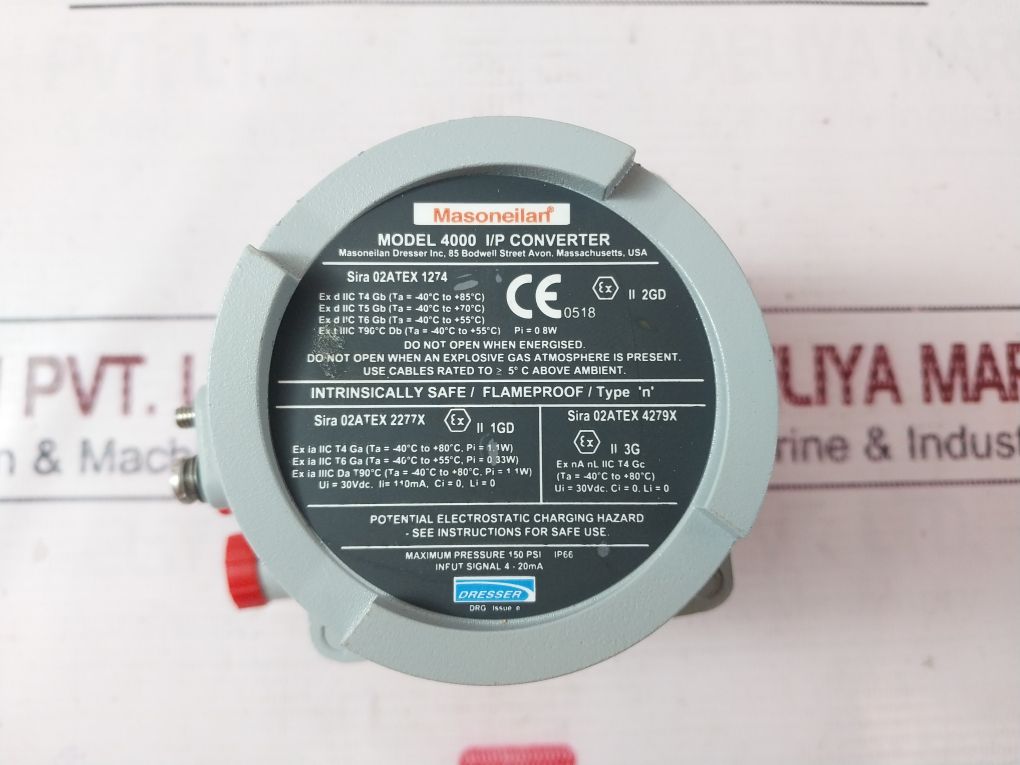 Masoneilan®
MODEL 4000 I/P CONVERTER
Masoneilan Dresser Inc, 85 Bodwell Street Avon. Massachusetts, USA
Sira 02ATEX 1274
Ex d IIC T4 Gb (Ta = -40°C to +85°C)
Ex d IIC T5 Gb (Ta = -40°C to +70°C)
Ex d IIC T6 Gb (Ta = -40°C to +55°C)
Ex t IIIC T90°C Db (Ta = -40°C to +55°C) Pi = 0.8W
CE 0518
Ex II 2GD
DO NOT OPEN WHEN ENERGISED.
DO NOT OPEN WHEN AN EXPLOSIVE GAS ATMOSPHERE IS PRESENT.
USE CABLES RATED TO ≥ 5°C ABOVE AMBIENT.
INTRINSICALLY SAFE / FLAMEPROOF / Type 'n'
Sira 02ATEX 2277X Ex II 1GD
Ex ia IIC T4 Ga (Ta = -40°C to +80°C, Pi = 1.1W)
Ex ia IIC T6 Ga (Ta = -40°C to +55°C, Pi = 0.33W)
Ex ia IIIC Da T90°C (Ta = -40°C to +80°C, Pi = 1.1W)
Ui = 30Vdc. Ii= 110mA, Ci = 0, Li = 0
Sira 02ATEX 4279X
Ex II 3G
Ex nA nL IIC T4 Gc
(Ta = -40°C to +80°C)
Ui = 30Vdc. Ci = 0. Li = 0
POTENTIAL ELECTROSTATIC CHARGING HAZARD
- SEE INSTRUCTIONS FOR SAFE USE.
MAXIMUM PRESSURE 150 PSI IP66
INPUT SIGNAL 4 - 20mA
DRESSER
DRG Issue e
PVT. L
LIYA MAR
& Mach
rine & Indust